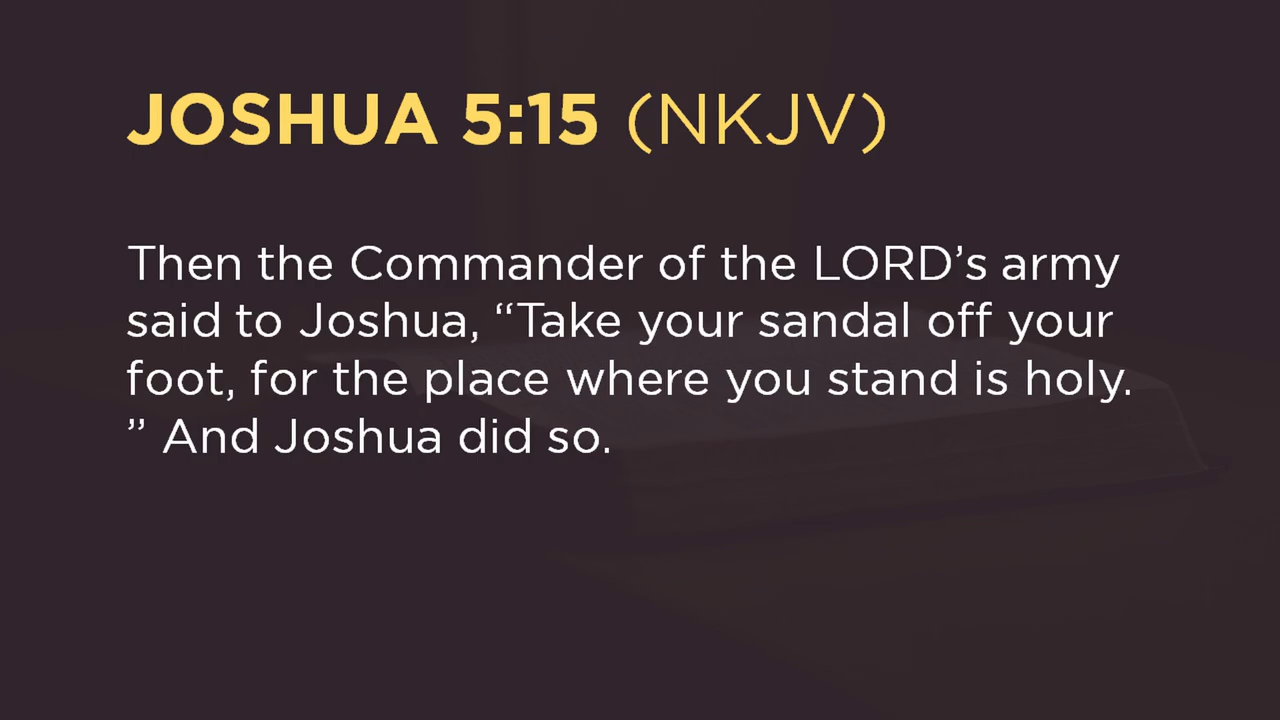 JOSHUA 5:15 (NKJV)
Then the Commander of the LORD’s army
said to Joshua, “Take your sandal off your
foot, for the place where you stand is holy.
” And Joshua did so.